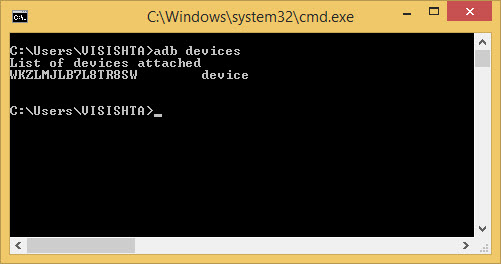 C:\Windows\system32\cmd.exe
C:\Users\VISISHTA>adb devices
List of devices attached
WKZLMJLB7L8TR8SW device
C:\Users\VISISHTA>_